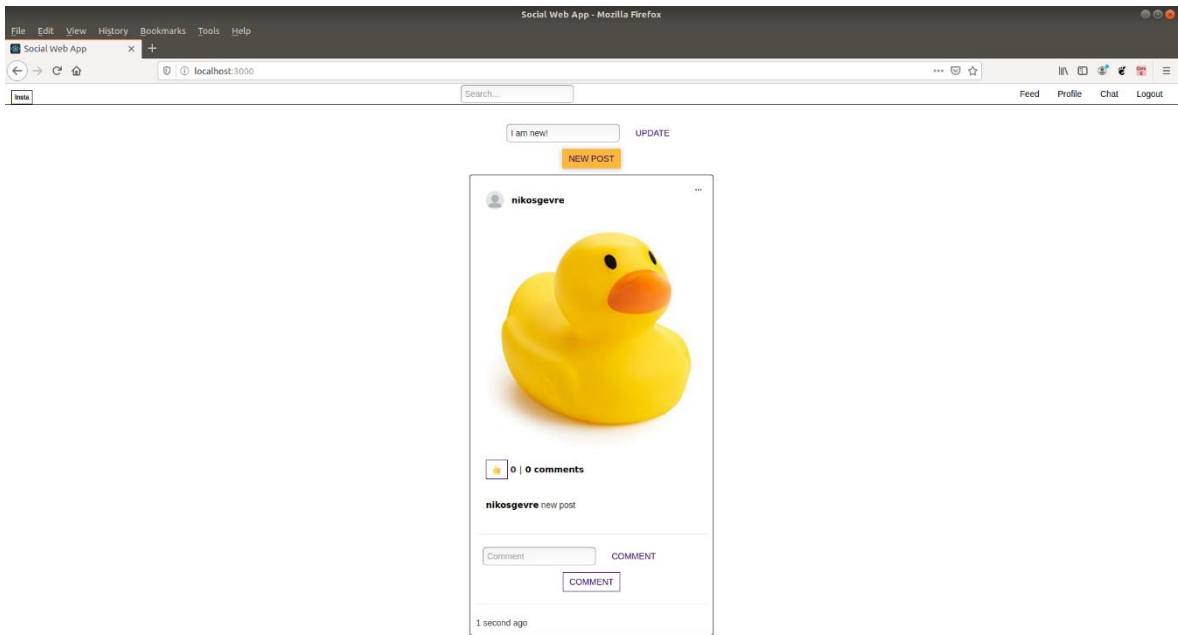 Social Web App - Mozilla Firefox
File Edit View History Bookmarks Tools Help
Social Web App
localhost:3000
Insta
Search...
Feed Profile Chat Logout
I am new! UPDATE
NEW POST
nikosgevre
0 | 0 comments
nikosgevre new post
Comment COMMENT
COMMENT
1 second ago